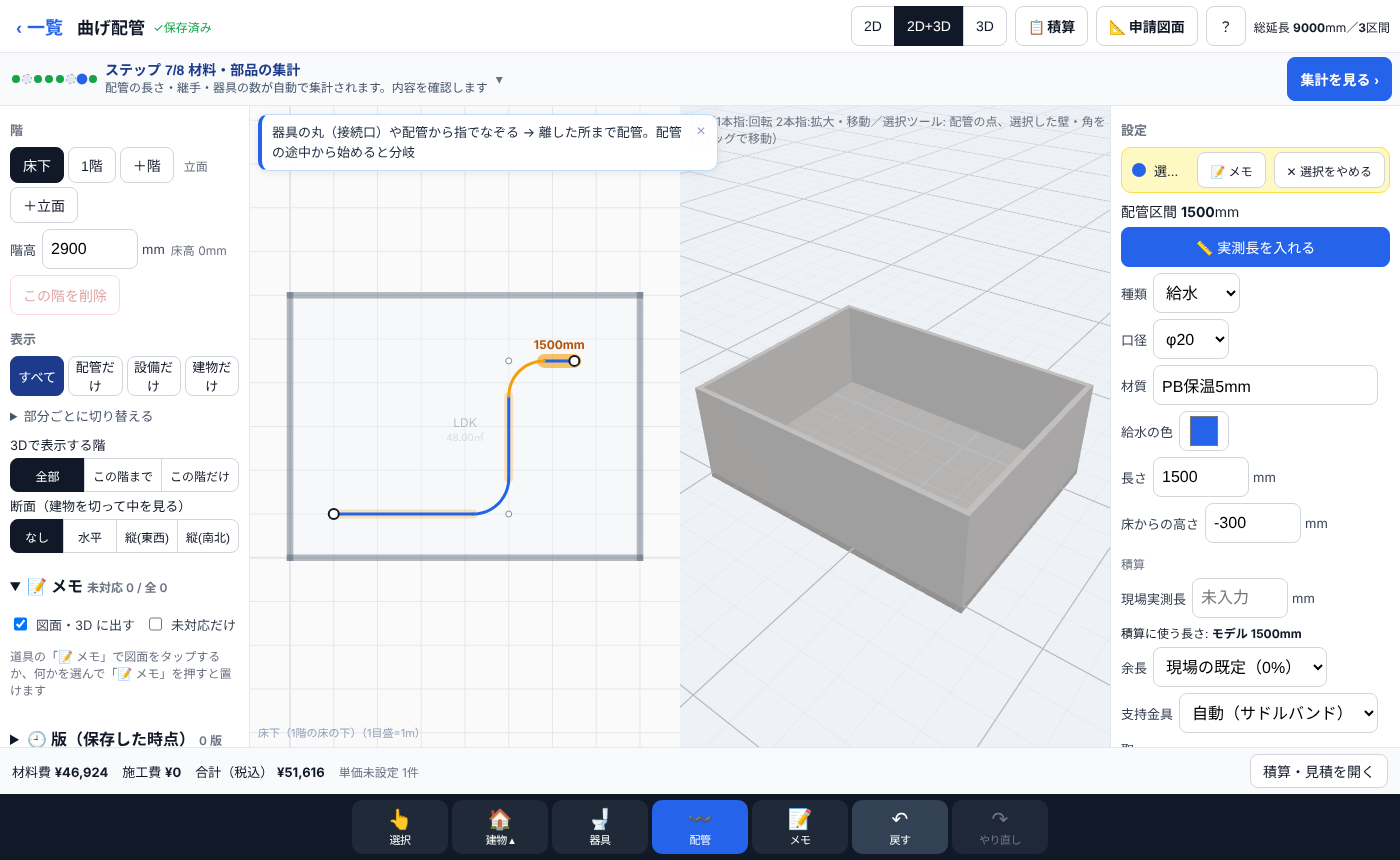 ‹ 一覧 曲げ配管 ✓保存済み
2D 2D+3D 3D 📋積算 📐申請図面 ? 総延長 9000mm／3区間
ステップ 7/8 材料・部品の集計
配管の長さ・継手・器具の数が自動で集計されます。内容を確認します ▼
集計を見る ›
階
床下 1階 ＋階 立面
＋立面
階高 2900 mm 床高 0mm
この階を削除
表示
すべて 配管だけ 設備だけ 建物だけ
▶ 部分ごとに切り替える
3Dで表示する階
全部 この階まで この階だけ
断面（建物を切って中を見る）
なし 水平 縦(東西) 縦(南北)
▼ 📝 メモ 未対応 0 / 全 0
図面・3D に出す 未対応だけ
道具の「📝 メモ」で図面をタップする
か、何かを選んで「📝 メモ」を押すと置
けます
▶ 🕘 版（保存した時点） 0 版
器具の丸（接続口）や配管から指でなぞる → 離した所まで配管。配管
の途中から始めると分岐
×
1500mm
LDK
48.00㎡
床下（1階の床の下）（1目盛=1m）
1本指:回転 2本指:拡大・移動／選択ツール: 配管の点、選択した壁・角を
ッグで移動）
設定
選... 📝 メモ ✕ 選択をやめる
配管区間 1500mm
📏 実測長を入れる
種類 給水
口径 φ20
材質 PB保温5mm
給水の色
長さ 1500 mm
床からの高さ -300 mm
積算
現場実測長 未入力 mm
積算に使う長さ: モデル 1500mm
余長 現場の既定（0%）
支持金具 自動（サドルバンド）
材料費 ¥46,924 施工費 ¥0 合計（税込） ¥51,616 単価未設定 1件
積算・見積を開く
選択 建物▲ 器具 配管 メモ 戻す やり直し